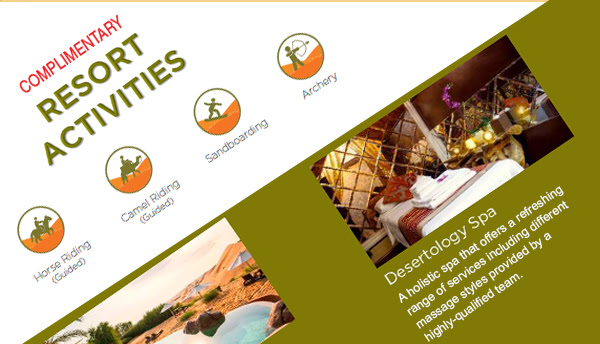 COMPLIMENTARY
RESORT
ACTIVITIES
Horse Riding
(Guided)
Camel Riding
(Guided)
Sandboarding
Archery
Desertology Spa
A holistic spa that offers a refreshing
range of services including different
massage styles provided by a
highly-qualified team.